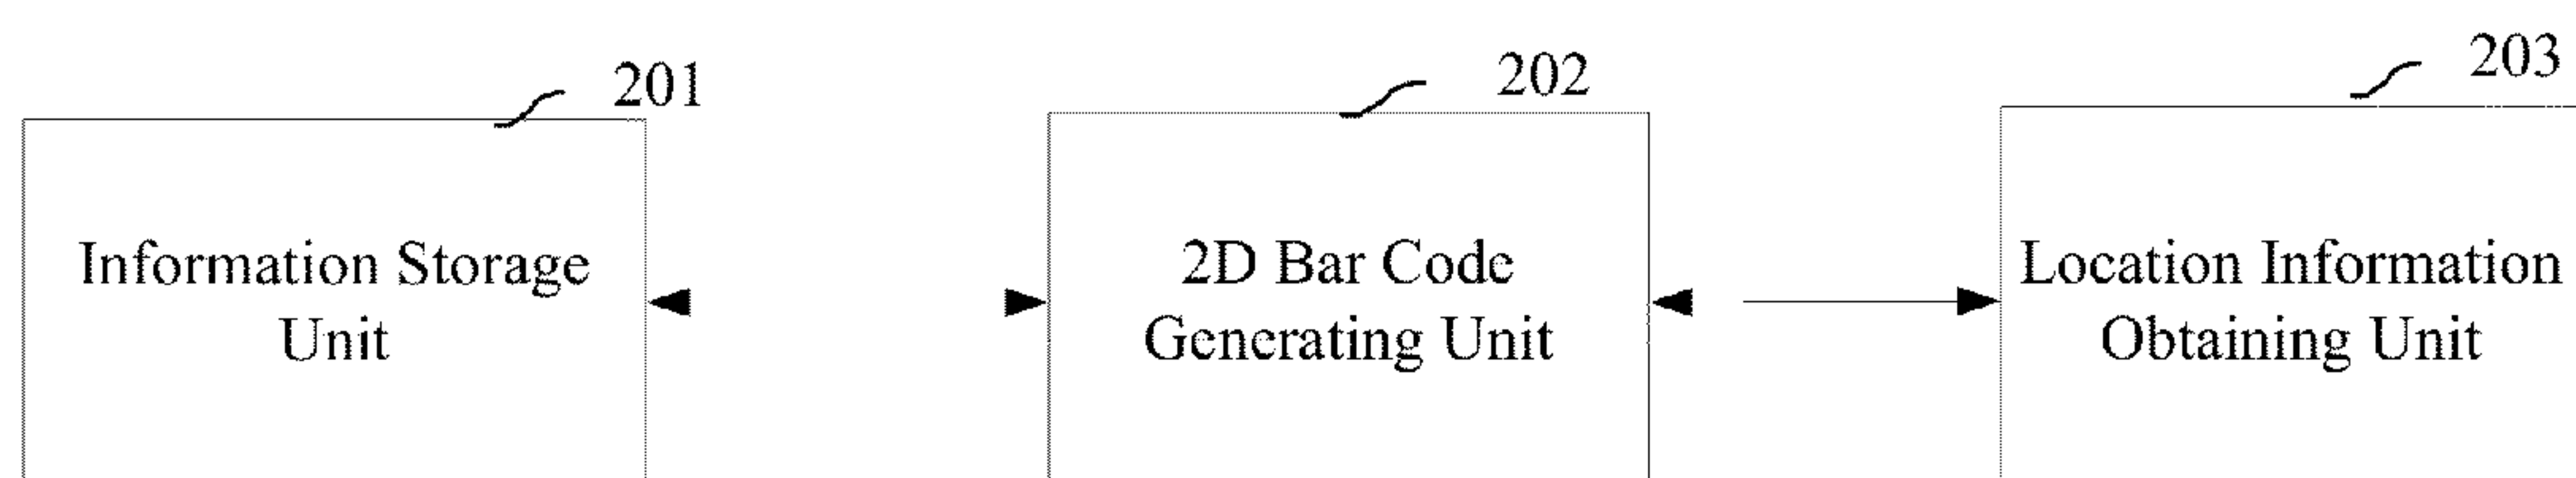 201
202
203
Information Storage
Unit
2D Bar Code
Generating Unit
Location Information
Obtaining Unit